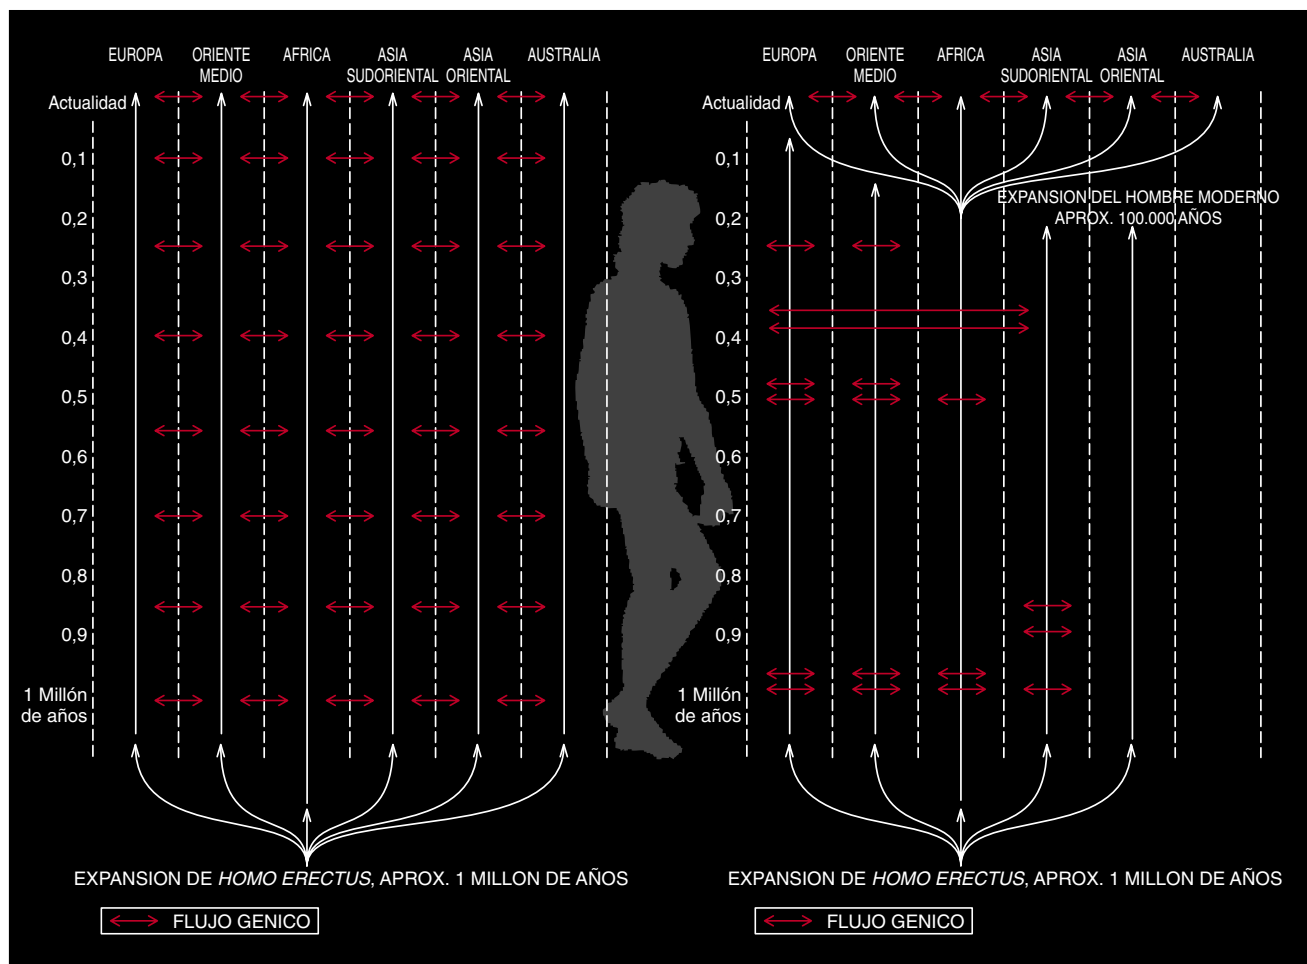 EUROPA
ORIENTE
MEDIO
AFRICA
ASIA
SUDORIENTAL
ASIA
ORIENTAL
AUSTRALIA
Actualidad
0,1
0,2
0,3
0,4
0,5
0,6
0,7
0,8
0,9
1 Millón
de años
EXPANSION DE HOMO ERECTUS, APROX. 1 MILLON DE AÑOS
FLUJO GENICO
EUROPA
ORIENTE
MEDIO
AFRICA
ASIA
SUDORIENTAL
ASIA
ORIENTAL
AUSTRALIA
Actualidad
0,1
EXPANSION DEL HOMBRE MODERNO
APROX. 100.000 AÑOS
0,2
0,3
0,4
0,5
0,6
0,7
0,8
0,9
1 Millón
de años
EXPANSION DE HOMO ERECTUS, APROX. 1 MILLON DE AÑOS
FLUJO GENICO